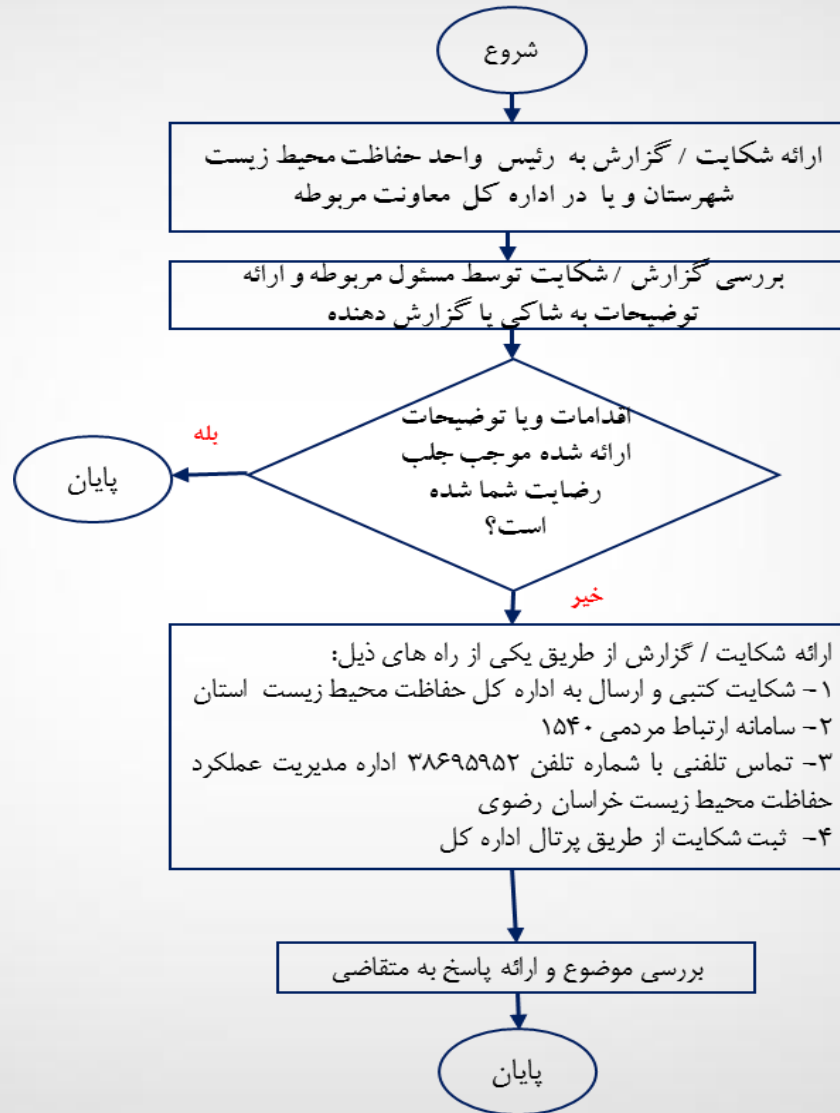 شروع
ارائه شکایت / گزارش به رئیس واحد حفاظت محیط زیست
شهرستان و یا در اداره کل معاونت مربوطه
بررسی گزارش / شکایت توسط مسئول مربوطه و ارائه
توضیحات به شاکی یا گزارش دهنده
اقدامات ویا توضیحات
ارائه شده موجب جلب
رضایت شما شده
است؟
بله
پایان
خیر
ارائه شکایت / گزارش از طریق یکی از راه های ذیل:
۱- شکایت کتبی و ارسال به اداره کل حفاظت محیط زیست استان
۲- سامانه ارتباط مردمی ۱۵۴۰
۳- تماس تلفنی با شماره تلفن ۳۸۶۹۵۹۵۲ اداره مدیریت عملکرد
حفاظت محیط زیست خراسان رضوی
۴- ثبت شکایت از طریق پرتال اداره کل
بررسی موضوع و ارائه پاسخ به متقاضی
پایان